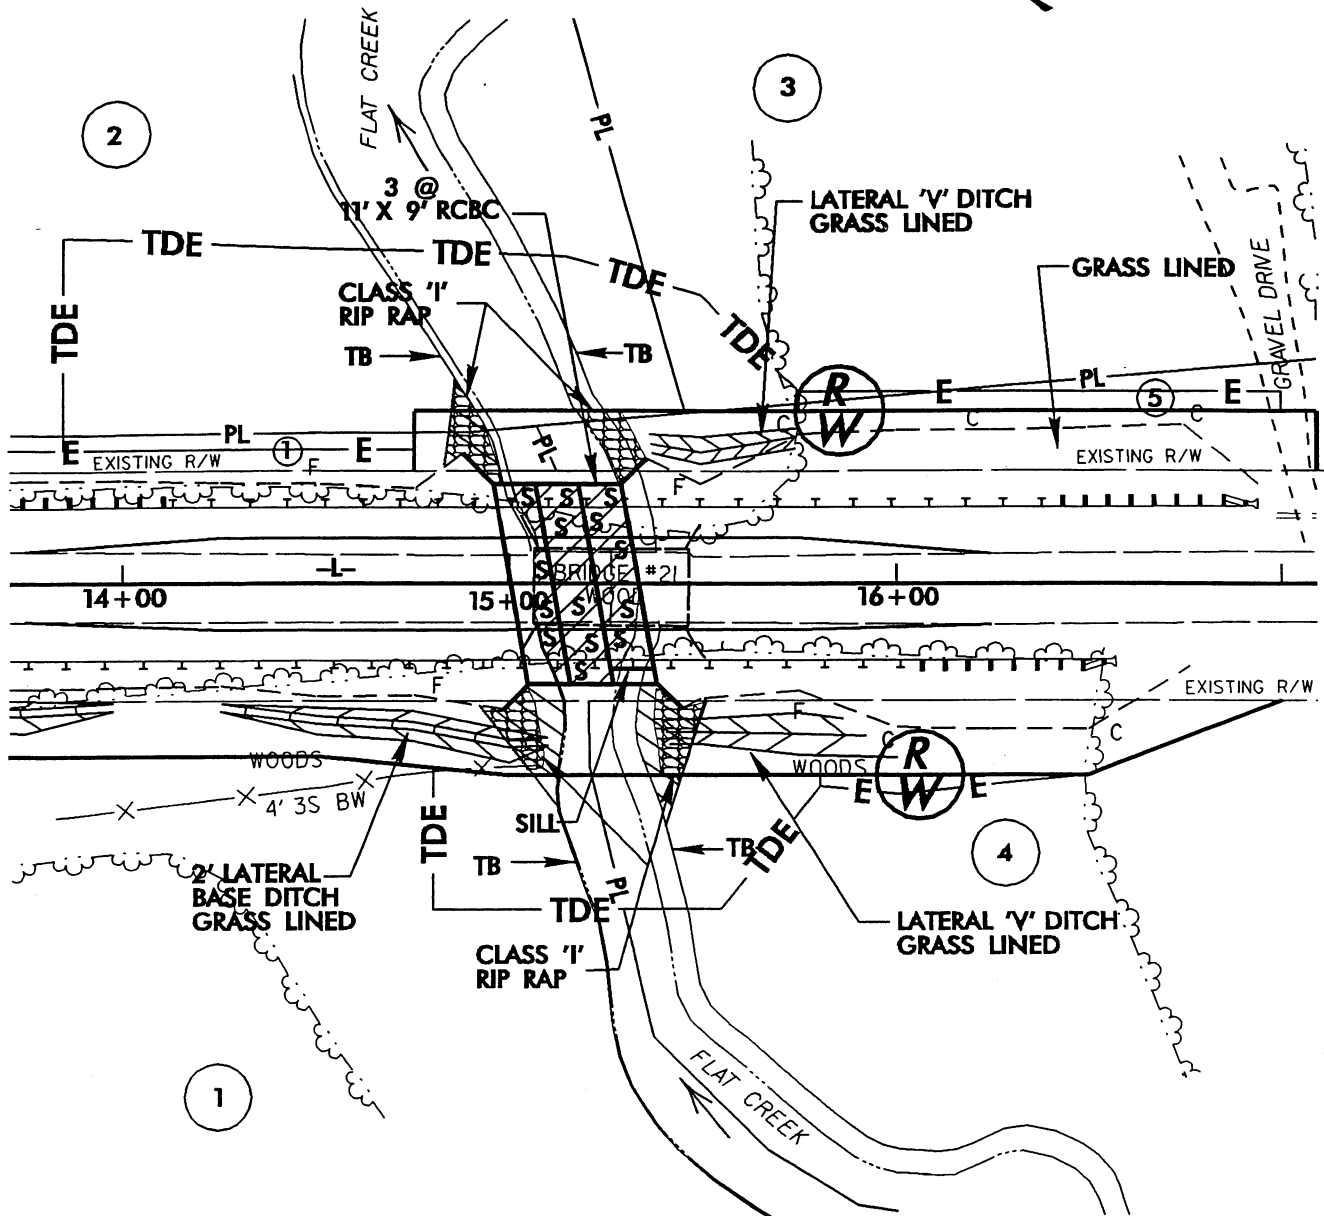 FLAT CREEK
2
3
PL
3 @
11' X 9' RCBC
LATERAL 'V' DITCH
GRASS LINED
TDE
TDE
TDE
GRASS LINED
GRAVEL DRIVE
CLASS 'I'
RIP RAP
TDE
TB
TB
TDE
R
W
E
PL
5
E
C
C
C
PL
1
E
E
PL
EXISTING R/W
F
EXISTING R/W
F
S S S
S S
S
S
BRIDGE #21
WOOD
-L-
14+00
15+00
16+00
S S S
S S S
S
F
EXISTING R/W
F
C
C
WOODS
WOODS
R
W
4' 3S BW
E
E
TDE
SILL
TB
TB
TDE
4
2' LATERAL
BASE DITCH
GRASS LINED
PL
TDE
LATERAL 'V' DITCH
GRASS LINED
CLASS 'I'
RIP RAP
1
FLAT CREEK